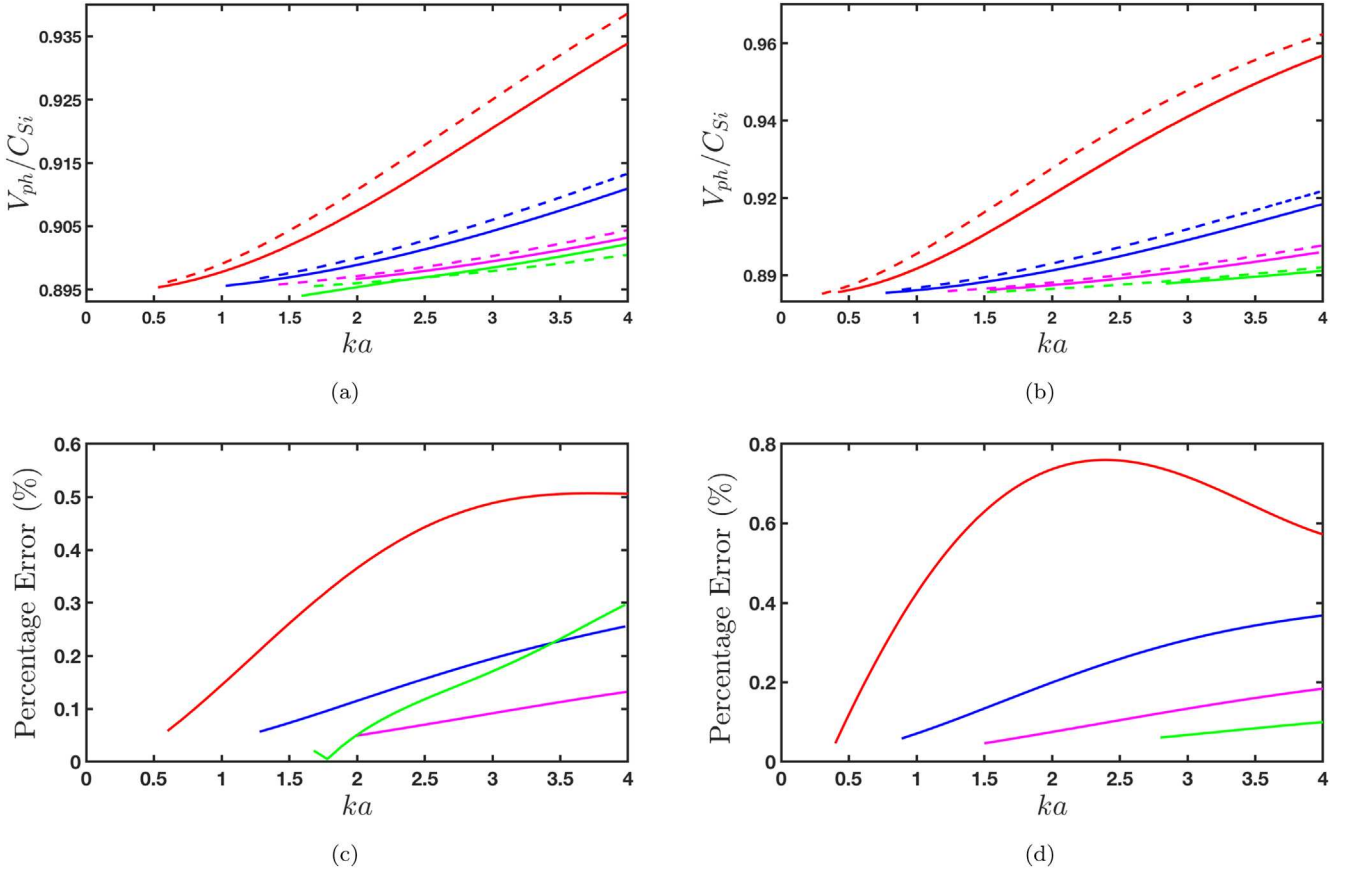 V_{ph}/C_{Si}
0.935
0.925
0.915
0.905
0.895
0 0.5 1 1.5 2 2.5 3 3.5 4
ka
(a)
V_{ph}/C_{Si}
0.96
0.94
0.92
0.89
0 0.5 1 1.5 2 2.5 3 3.5 4
ka
(b)
Percentage Error (%)
0.6
0.5
0.4
0.3
0.2
0.1
0
0 0.5 1 1.5 2 2.5 3 3.5 4
ka
(c)
Percentage Error (%)
0.8
0.6
0.4
0.2
0
0 0.5 1 1.5 2 2.5 3 3.5 4
ka
(d)